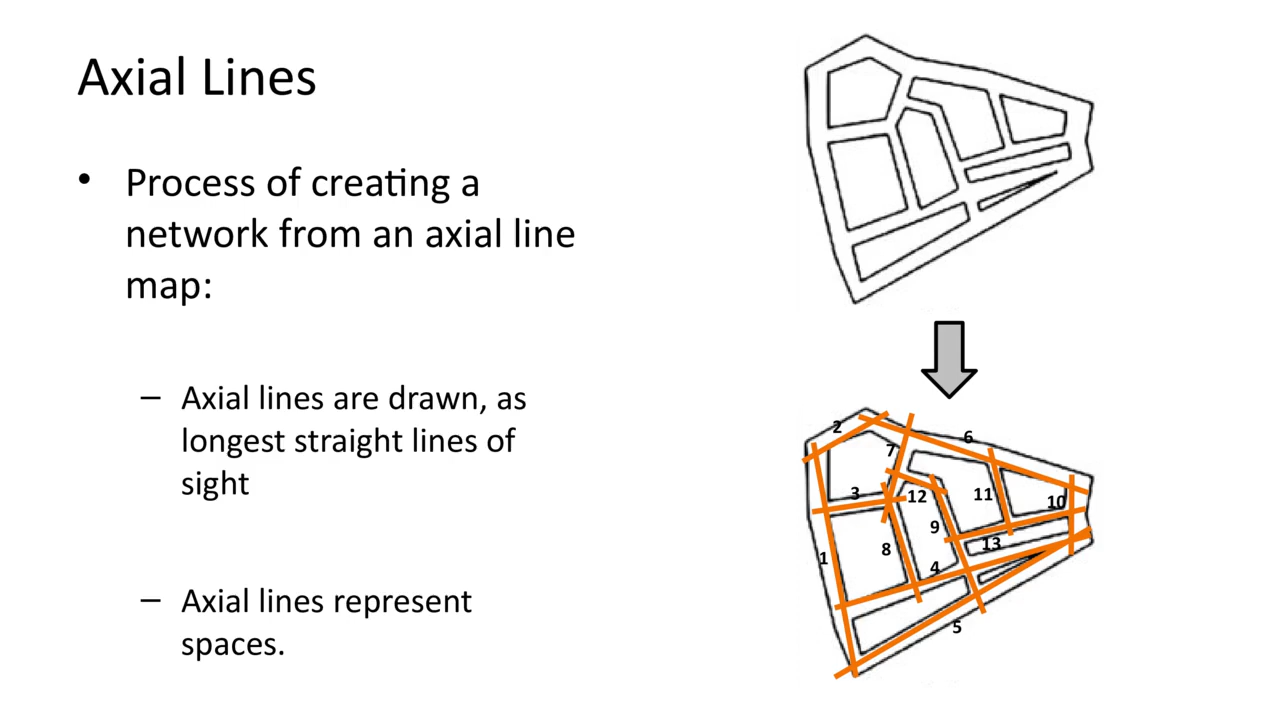 Axial Lines
• Process of creating a
network from an axial line
map:
– Axial lines are drawn, as
longest straight lines of
sight
– Axial lines represent
spaces.
2
6
7
3
12
11
10
9
13
8
1
4
5